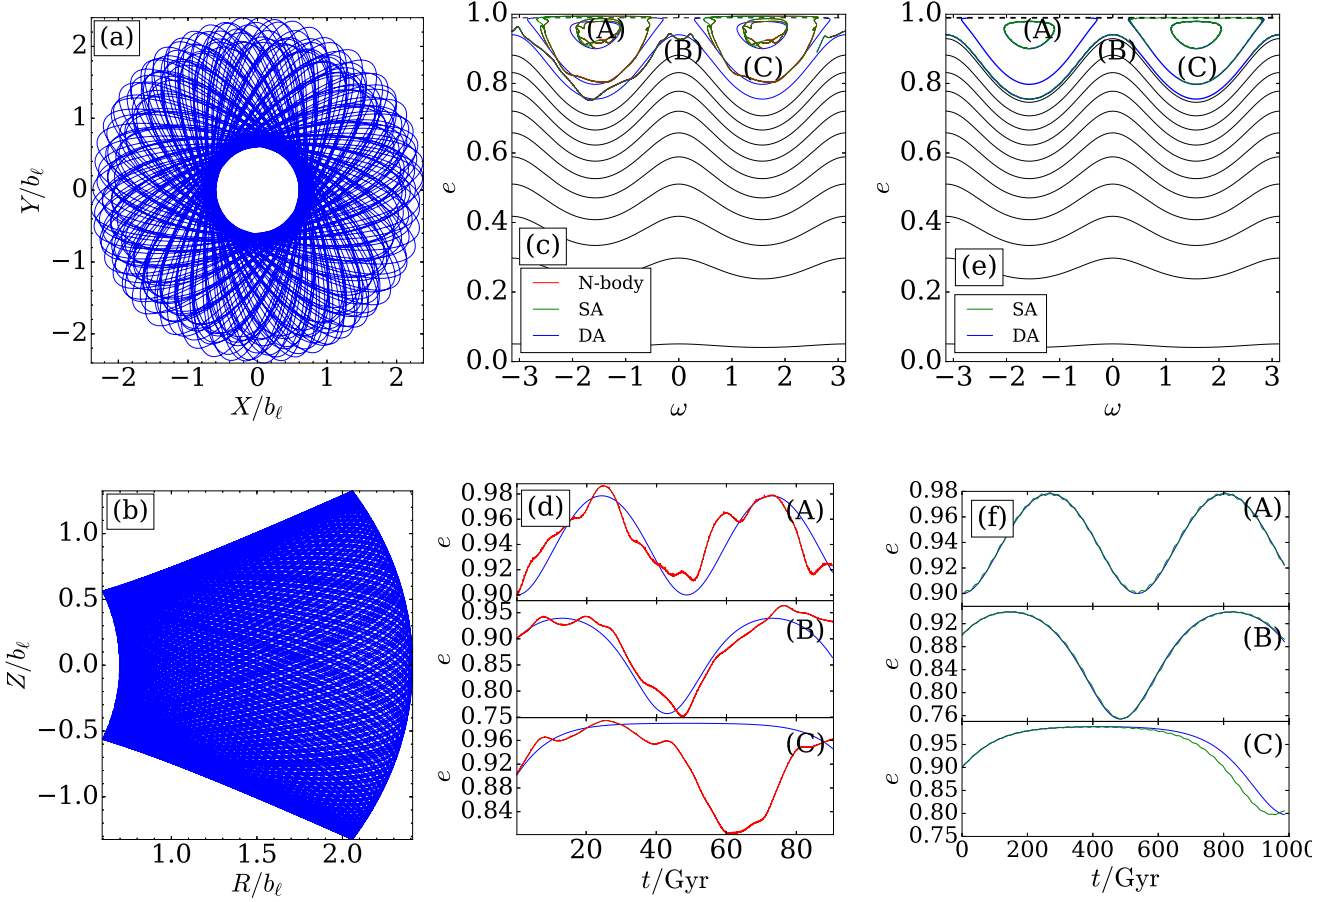 (a)
2
1
0
−1
−2
Y/b_ℓ
−2 −1 0 1 2
X/b_ℓ
1.0
0.8
0.6
0.4
0.2
0.0
e
(A)
(B)
(C)
(c)
N-body
SA
DA
−3 −2 −1 0 1 2 3
ω
1.0
0.8
0.6
0.4
0.2
0.0
e
(A)
(B)
(C)
(e)
SA
DA
−3 −2 −1 0 1 2 3
ω
(b)
1.0
0.5
0.0
−0.5
−1.0
Z/b_ℓ
1.0 1.5 2.0
R/b_ℓ
(d)
0.98
0.96
0.94
0.92
0.90
e
(A)
0.95
0.90
0.85
0.80
0.75
e
(B)
0.96
0.92
0.88
0.84
e
(C)
20 40 60 80
t/Gyr
(f)
0.98
0.96
0.94
0.92
0.90
e
(A)
0.92
0.88
0.84
0.80
0.76
e
(B)
0.95
0.90
0.85
0.80
0.75
e
(C)
0 200 400 600 800 1000
t/Gyr